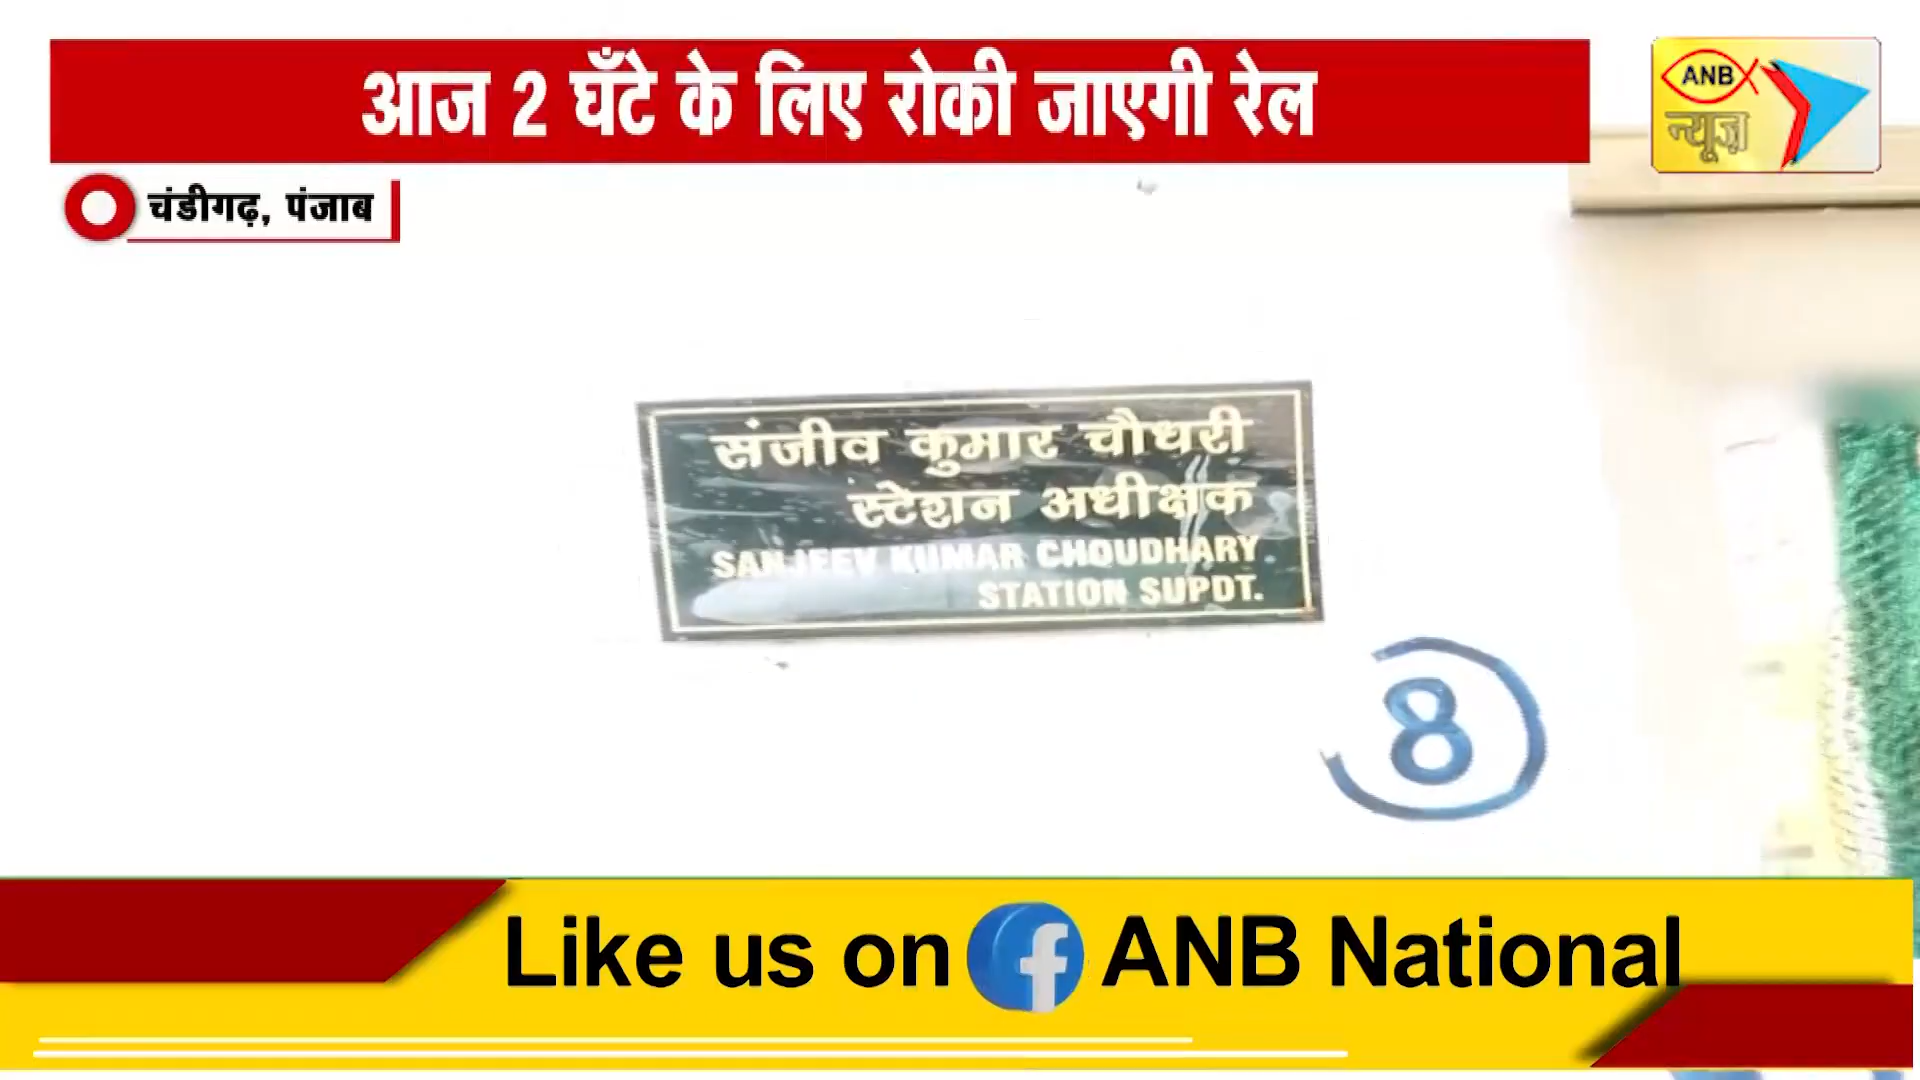 आज 2 घँटे के लिए रोकी जाएगी रेल
ANB
न्यूज़
चंडीगढ़, पंजाब
संजीव कुमार चौधरी
स्टेशन अधीक्षक
SANJEEV KUMAR CHOUDHARY
STATION SUPDT.
8
Like us on ANB National